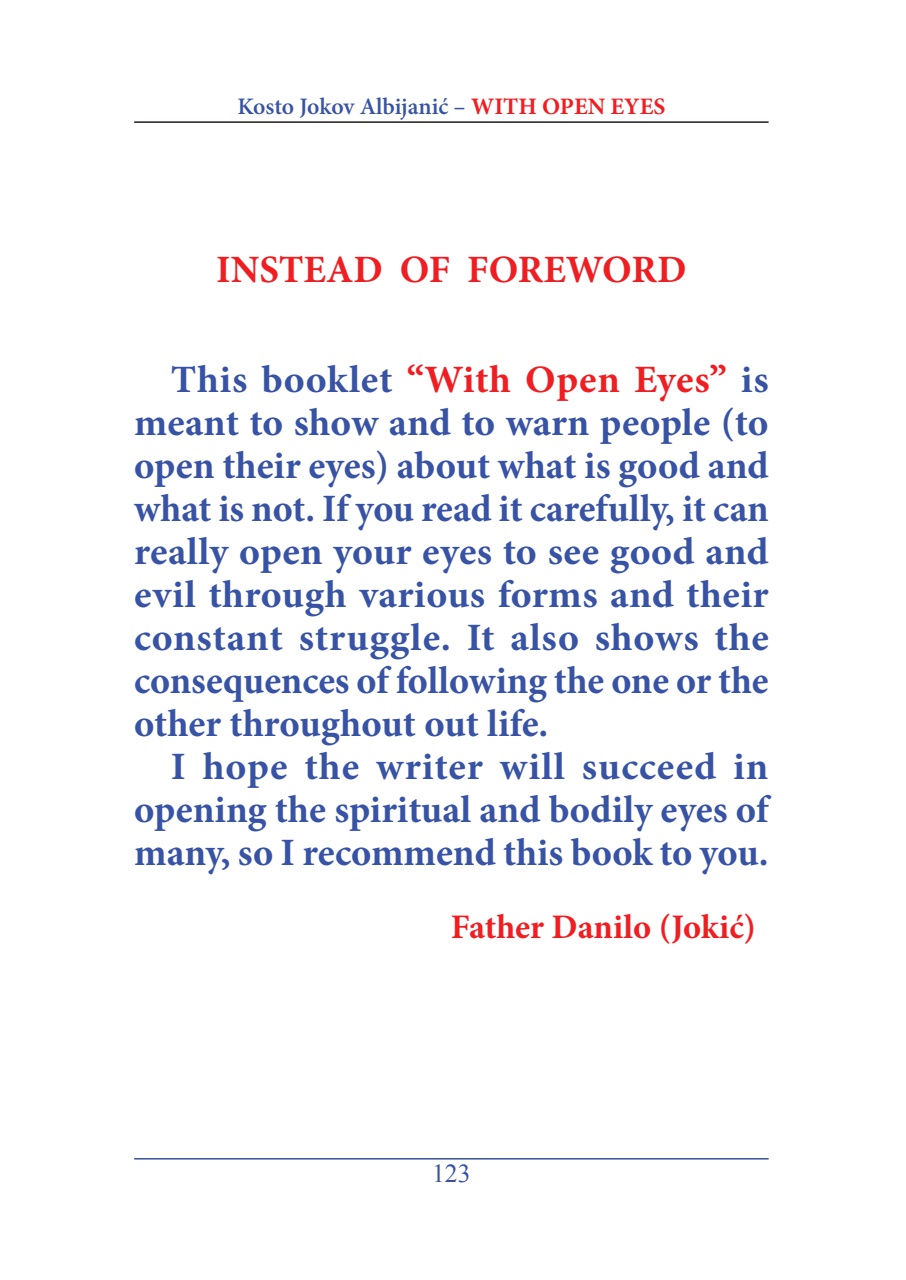 Kosto Jokov Albijanić – WITH OPEN EYES
INSTEAD OF FOREWORD
This booklet “With Open Eyes” is
meant to show and to warn people (to
open their eyes) about what is good and
what is not. If you read it carefully, it can
really open your eyes to see good and
evil through various forms and their
constant struggle. It also shows the
consequences of following the one or the
other throughout out life.
I hope the writer will succeed in
opening the spiritual and bodily eyes of
many, so I recommend this book to you.
Father Danilo (Jokić)
123